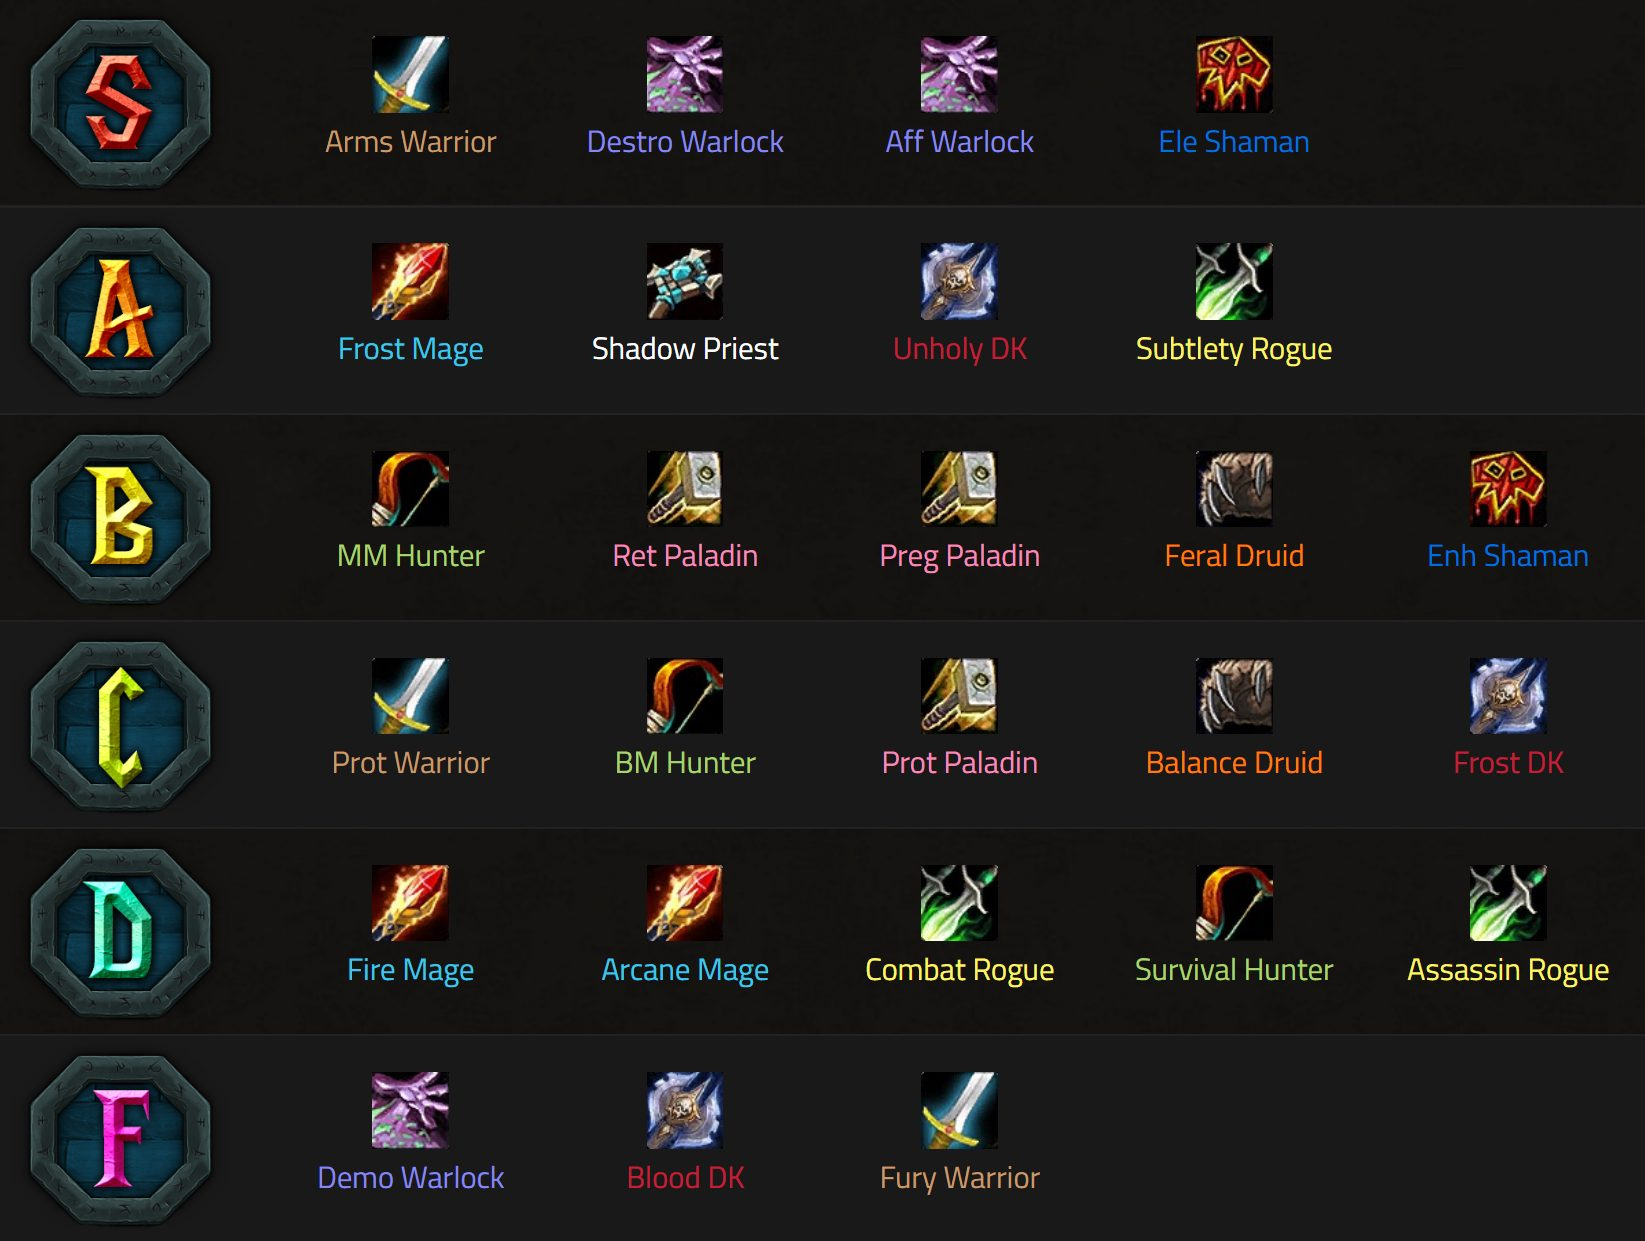 S
Arms Warrior Destro Warlock Aff Warlock Ele Shaman
A
Frost Mage Shadow Priest Unholy DK Subtlety Rogue
B
MM Hunter Ret Paladin Preg Paladin Feral Druid Enh Shaman
C
Prot Warrior BM Hunter Prot Paladin Balance Druid Frost DK
D
Fire Mage Arcane Mage Combat Rogue Survival Hunter Assassin Rogue
F
Demo Warlock Blood DK Fury Warrior